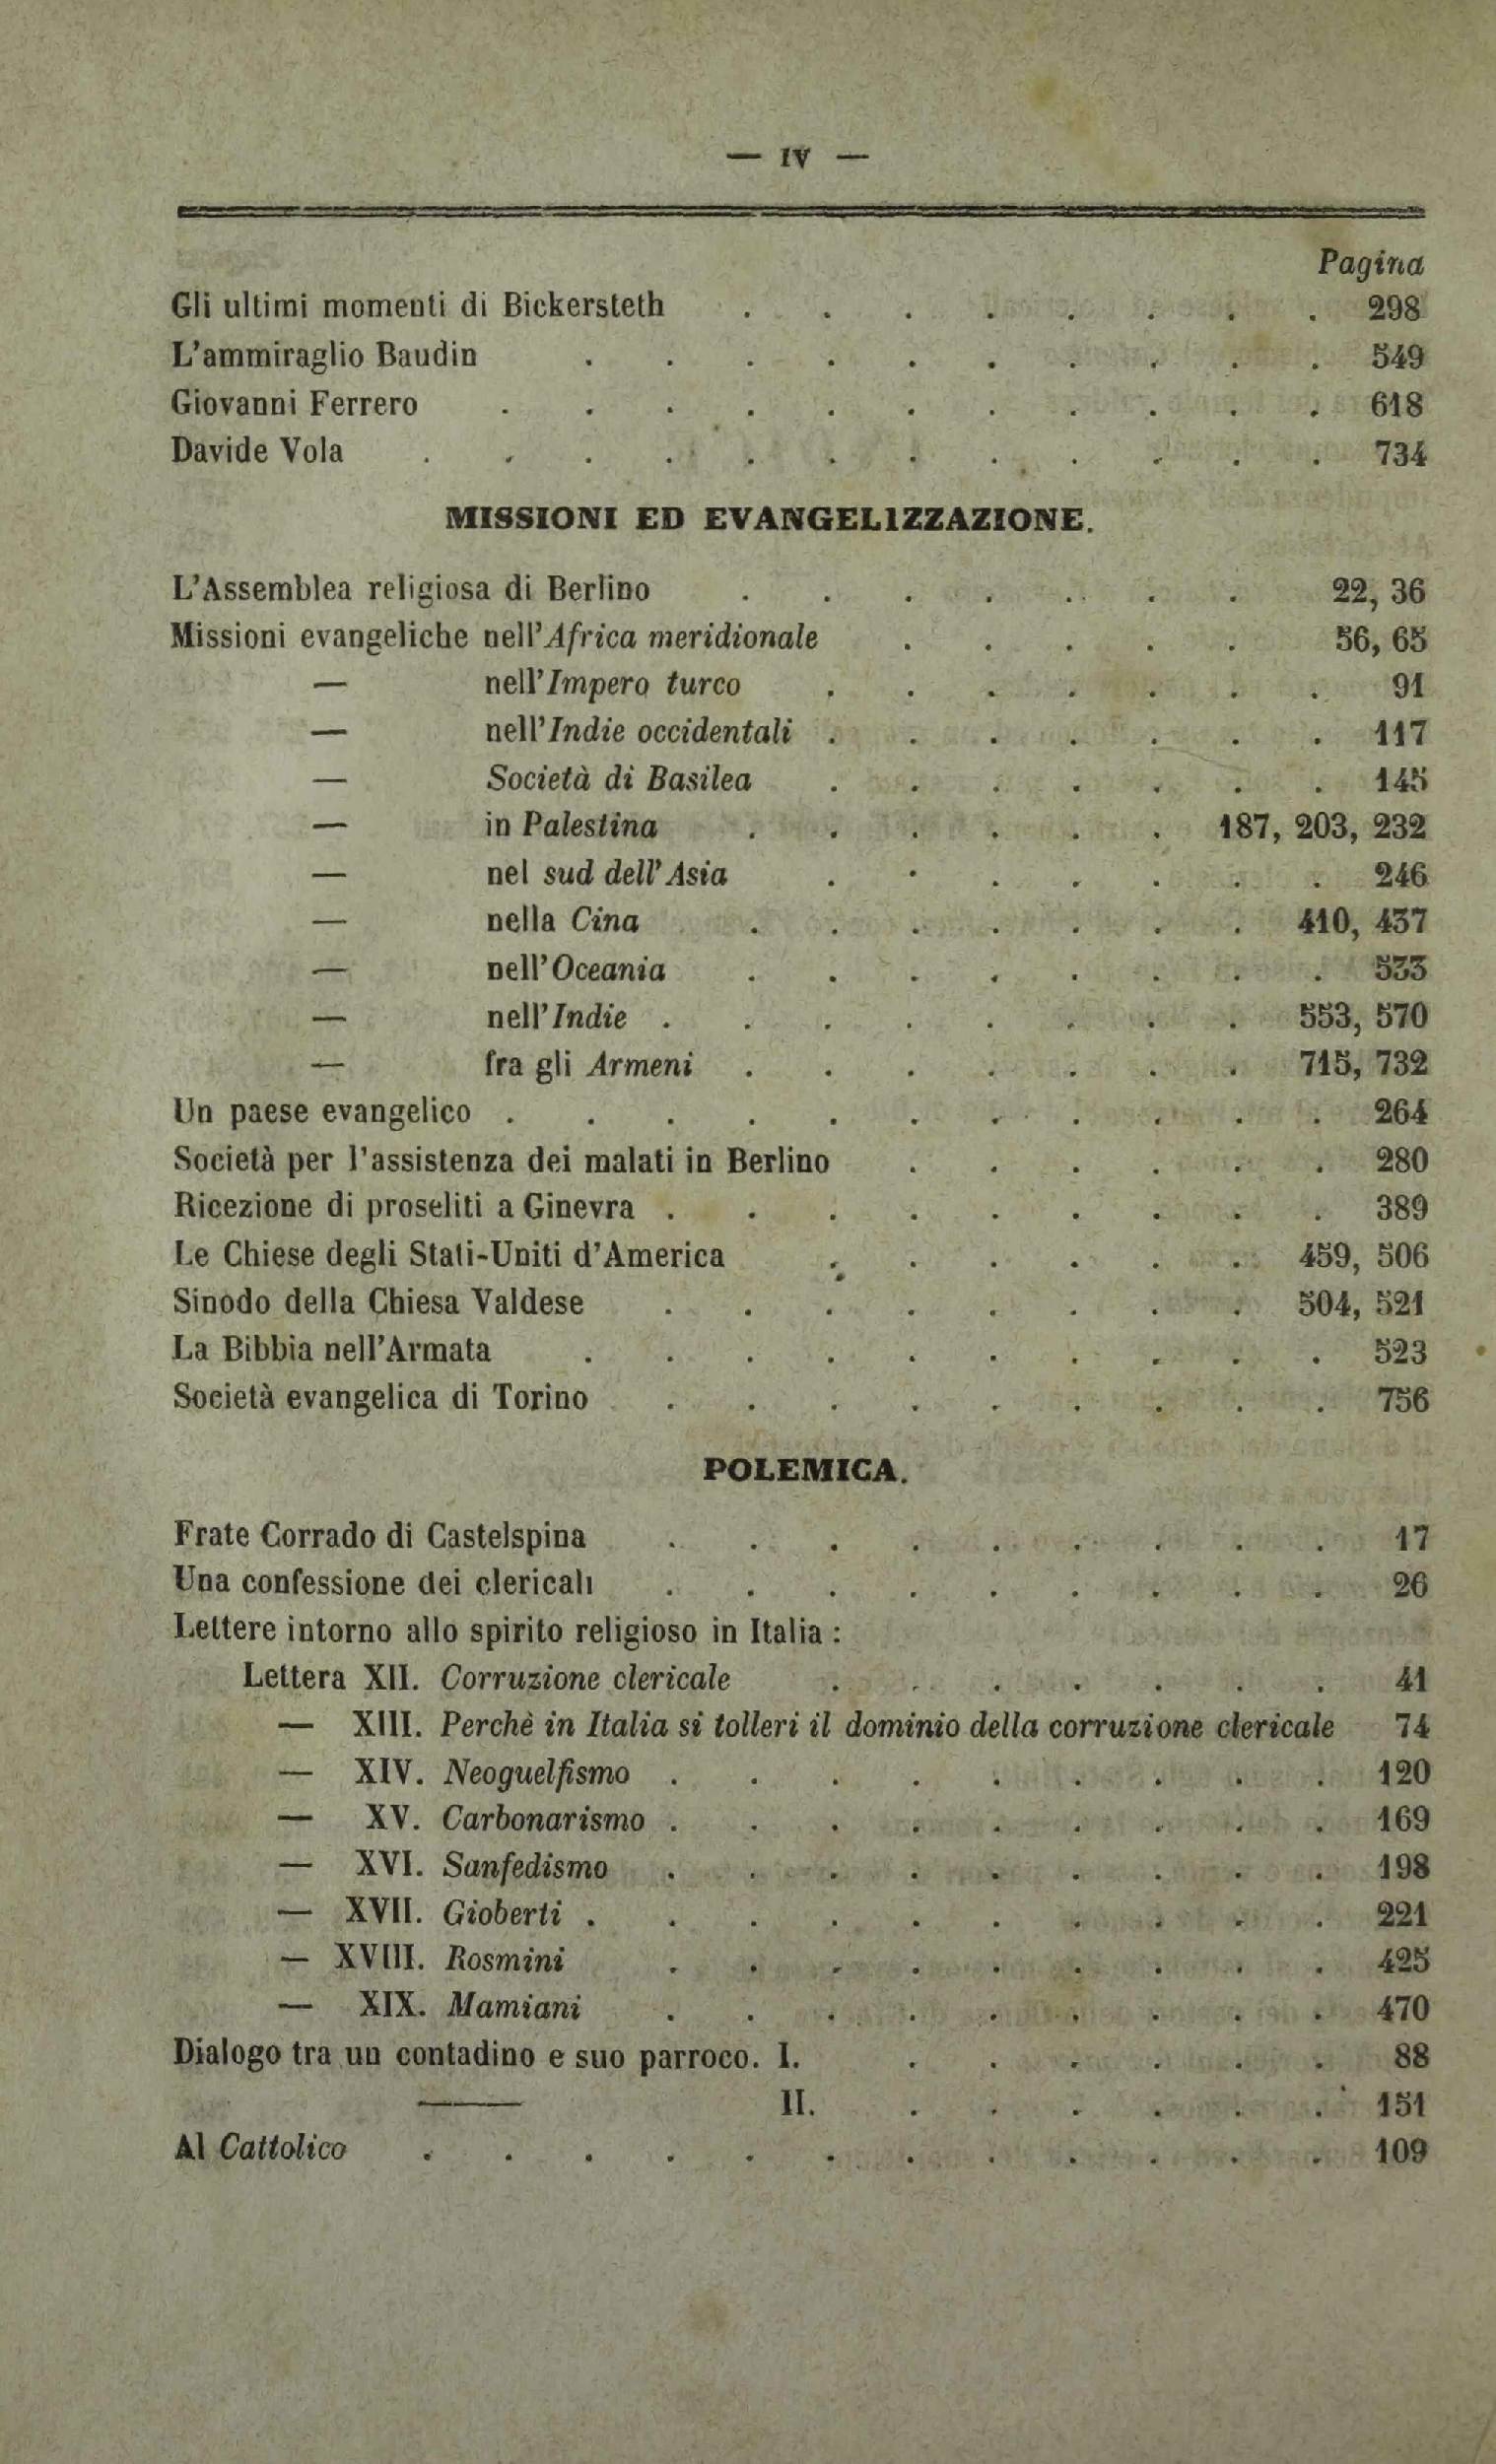 — IV —
Pagina
Gli ultimi momenti di Bickersteth . . . . . . . . 298
L'ammiraglio Baudin . . . . . . . . . . 549
Giovanni Ferrero . . . . . . . . . . . 618
Davide Vola . . . . . . . . . . . . 734
MISSIONI ED EVANGELIZZAZIONE.
L'Assemblea religiosa di Berlino . . . . . . . 22, 36
Missioni evangeliche nell'Africa meridionale . . . . . 56, 65
— nell'Impero turco . . . . . . . 91
— nell'Indie occidentali . . . . . . . 117
— Società di Basilea . . . . . . . 145
— in Palestina . . . . . . 187, 203, 232
— nel sud dell'Asia . . . . . . . 246
— nella Cina . . . . . . . 410, 437
— nell'Oceania . . . . . . . . 533
— nell'Indie . . . . . . . . 553, 570
— fra gli Armeni . . . . . . . 715, 732
Un paese evangelico . . . . . . . . . . . 264
Società per l'assistenza dei malati in Berlino . . . . . . 280
Ricezione di proseliti a Ginevra . . . . . . . . . 389
Le Chiese degli Stati-Uniti d'America . . . . . . 459, 506
Sinodo della Chiesa Valdese . . . . . . . . 504, 521
La Bibbia nell'Armata . . . . . . . . . . 523
Società evangelica di Torino . . . . . . . . . 756
POLEMICA.
Frate Corrado di Castelspina . . . . . . . . . 17
Una confessione dei clericali . . . . . . . . . 26
Lettere intorno allo spirito religioso in Italia :
Lettera XII. Corruzione clericale . . . . . . . 41
— XIII. Perchè in Italia si tolleri il dominio della corruzione clericale 74
— XIV. Neoguelfismo . . . . . . . . . 120
— XV. Carbonarismo . . . . . . . . . 169
— XVI. Sanfedismo . . . . . . . . . 198
— XVII. Gioberti . . . . . . . . . . 221
— XVIII. Rosmini . . . . . . . . . 425
— XIX. Mamiani . . . . . . . . . 470
Dialogo tra un contadino e suo parroco. I. . . . . . . 88
—— II. . . . . . . 151
Al Cattolico . . . . . . . . . . . . 109